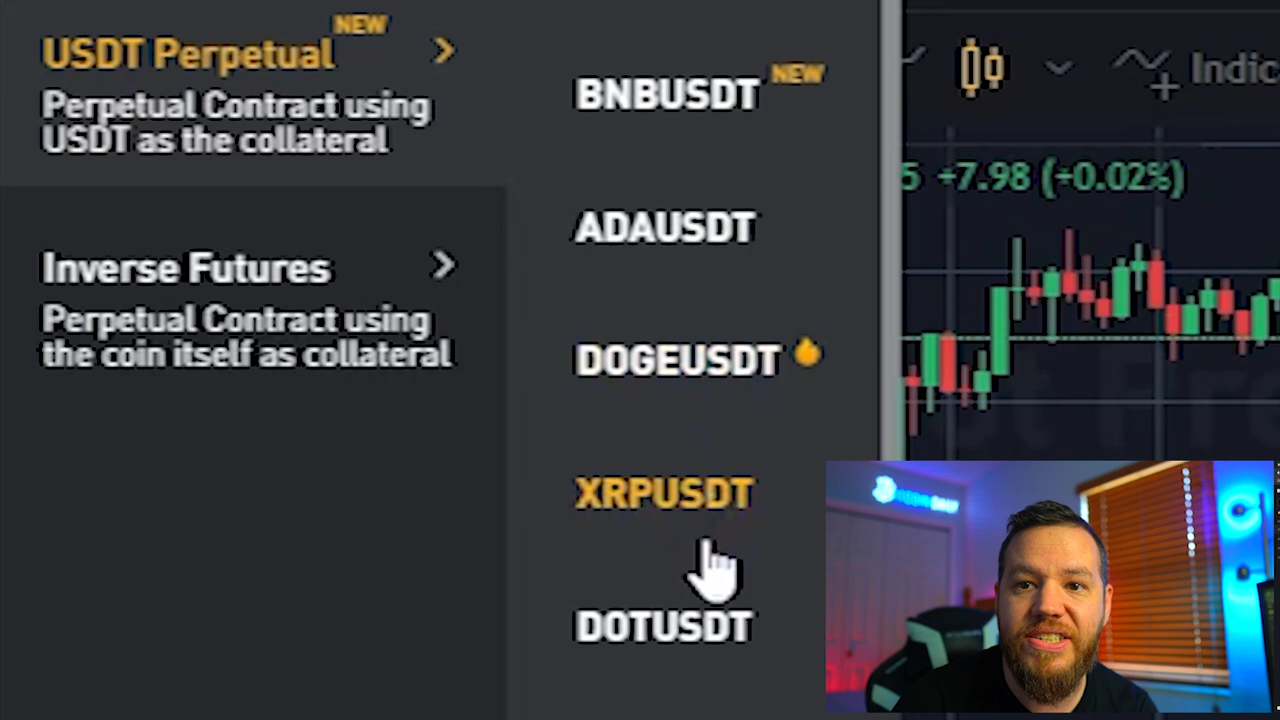 USDT Perpetual NEW
Perpetual Contract using
USDT as the collateral
Inverse Futures
Perpetual Contract using
the coin itself as collateral
BNBUSDT NEW
ADAUSDT
DOGEUSDT
XRPUSDT
DOTUSDT
Indic
5 +7.98 (+0.02%)